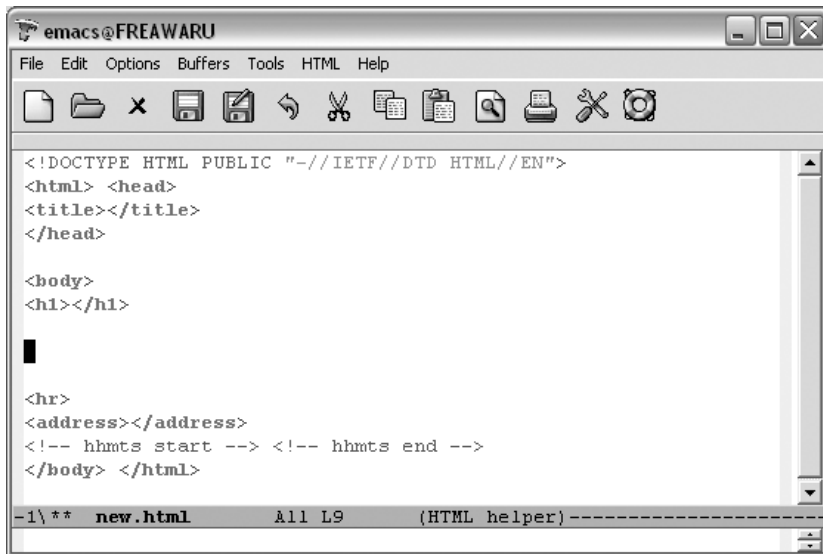 emacs@FREAWARU
File Edit Options Buffers Tools HTML Help
<!DOCTYPE HTML PUBLIC "-//IETF//DTD HTML//EN">
<html> <head>
<title></title>
</head>
<body>
<h1></h1>
<hr>
<address></address>
<!-- hhmts start --> <!-- hhmts end -->
</body> </html>
-1\** new.html All L9 (HTML helper)----------------------